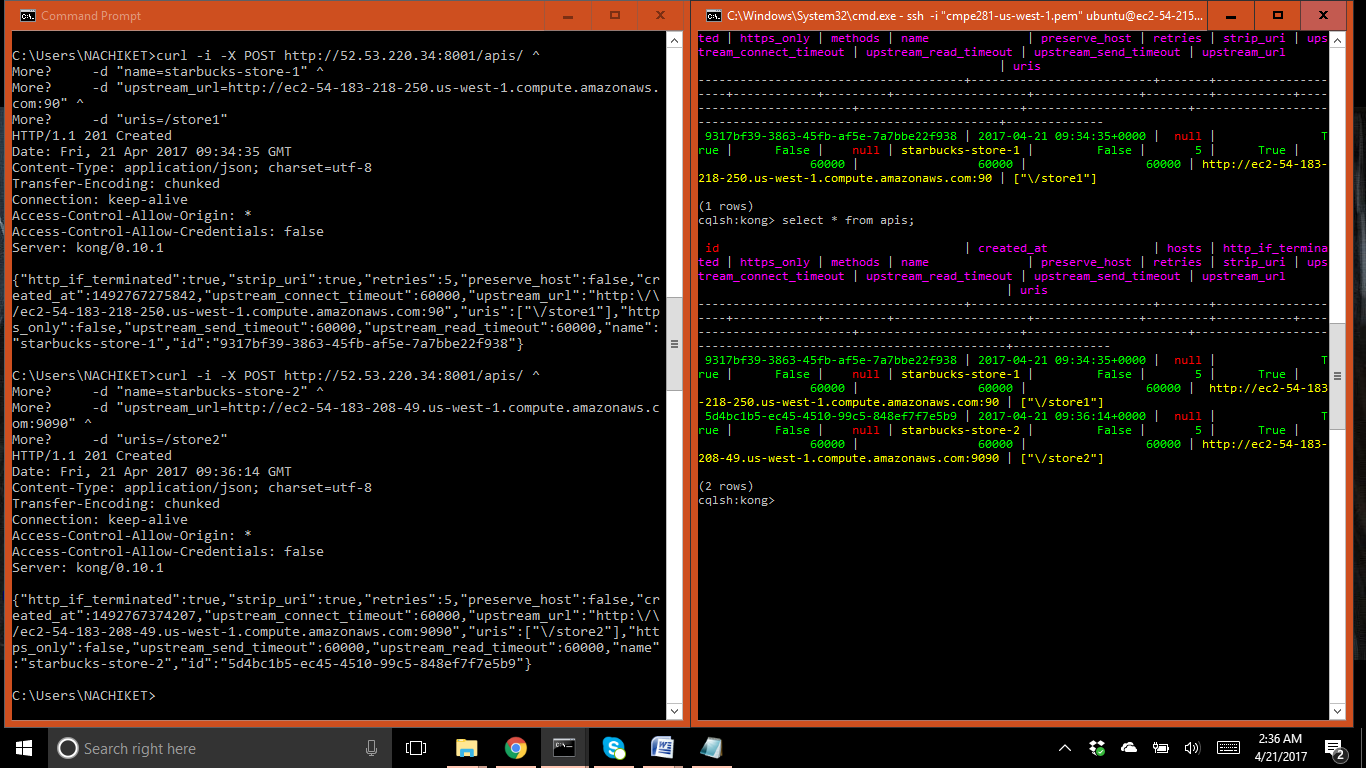 Command Prompt
C:\Users\NACHIKET>curl -i -X POST http://52.53.220.34:8001/apis/ ^
More?     -d "name=starbucks-store-1" ^
More?     -d "upstream_url=http://ec2-54-183-218-250.us-west-1.compute.amazonaws.
com:90" ^
More?     -d "uris=/store1"
HTTP/1.1 201 Created
Date: Fri, 21 Apr 2017 09:34:35 GMT
Content-Type: application/json; charset=utf-8
Transfer-Encoding: chunked
Connection: keep-alive
Access-Control-Allow-Origin: *
Access-Control-Allow-Credentials: false
Server: kong/0.10.1
{"http_if_terminated":true,"strip_uri":true,"retries":5,"preserve_host":false,"cr
eated_at":1492767275842,"upstream_connect_timeout":60000,"upstream_url":"http:\/\
/ec2-54-183-218-250.us-west-1.compute.amazonaws.com:90","uris":["\/store1"],"http
s_only":false,"upstream_send_timeout":60000,"upstream_read_timeout":60000,"name":
"starbucks-store-1","id":"9317bf39-3863-45fb-af5e-7a7bbe22f938"}
C:\Users\NACHIKET>curl -i -X POST http://52.53.220.34:8001/apis/ ^
More?     -d "name=starbucks-store-2" ^
More?     -d "upstream_url=http://ec2-54-183-208-49.us-west-1.compute.amazonaws.c
om:9090" ^
More?     -d "uris=/store2"
HTTP/1.1 201 Created
Date: Fri, 21 Apr 2017 09:36:14 GMT
Content-Type: application/json; charset=utf-8
Transfer-Encoding: chunked
Connection: keep-alive
Access-Control-Allow-Origin: *
Access-Control-Allow-Credentials: false
Server: kong/0.10.1
{"http_if_terminated":true,"strip_uri":true,"retries":5,"preserve_host":false,"cr
eated_at":1492767374207,"upstream_connect_timeout":60000,"upstream_url":"http:\/\
/ec2-54-183-208-49.us-west-1.compute.amazonaws.com:9090","uris":["\/store2"],"htt
ps_only":false,"upstream_send_timeout":60000,"upstream_read_timeout":60000,"name"
:"starbucks-store-2","id":"5d4bc1b5-ec45-4510-99c5-848ef7f7e5b9"}
C:\Users\NACHIKET>
C:\Windows\System32\cmd.exe - ssh -i "cmpe281-us-west-1.pem" ubuntu@ec2-54-215...
ted | https_only | methods | name | preserve_host | retries | strip_uri | ups
tream_connect_timeout | upstream_read_timeout | upstream_send_timeout | upstream_url
| uris
9317bf39-3863-45fb-af5e-7a7bbe22f938 | 2017-04-21 09:34:35+0000 | null | T
rue | False | null | starbucks-store-1 | False | 5 | True |
60000 | 60000 | 60000 | http://ec2-54-183-
218-250.us-west-1.compute.amazonaws.com:90 | ["\/store1"]
(1 rows)
cqlsh:kong> select * from apis;
id | created_at | hosts | http_if_termina
ted | https_only | methods | name | preserve_host | retries | strip_uri | ups
tream_connect_timeout | upstream_read_timeout | upstream_send_timeout | upstream_url
| uris
9317bf39-3863-45fb-af5e-7a7bbe22f938 | 2017-04-21 09:34:35+0000 | null | T
rue | False | null | starbucks-store-1 | False | 5 | True |
60000 | 60000 | 60000 | http://ec2-54-183
-218-250.us-west-1.compute.amazonaws.com:90 | ["\/store1"]
5d4bc1b5-ec45-4510-99c5-848ef7f7e5b9 | 2017-04-21 09:36:14+0000 | null | T
rue | False | null | starbucks-store-2 | False | 5 | True |
60000 | 60000 | 60000 | http://ec2-54-183-
208-49.us-west-1.compute.amazonaws.com:9090 | ["\/store2"]
(2 rows)
cqlsh:kong>
Search right here
2:36 AM
4/21/2017
2